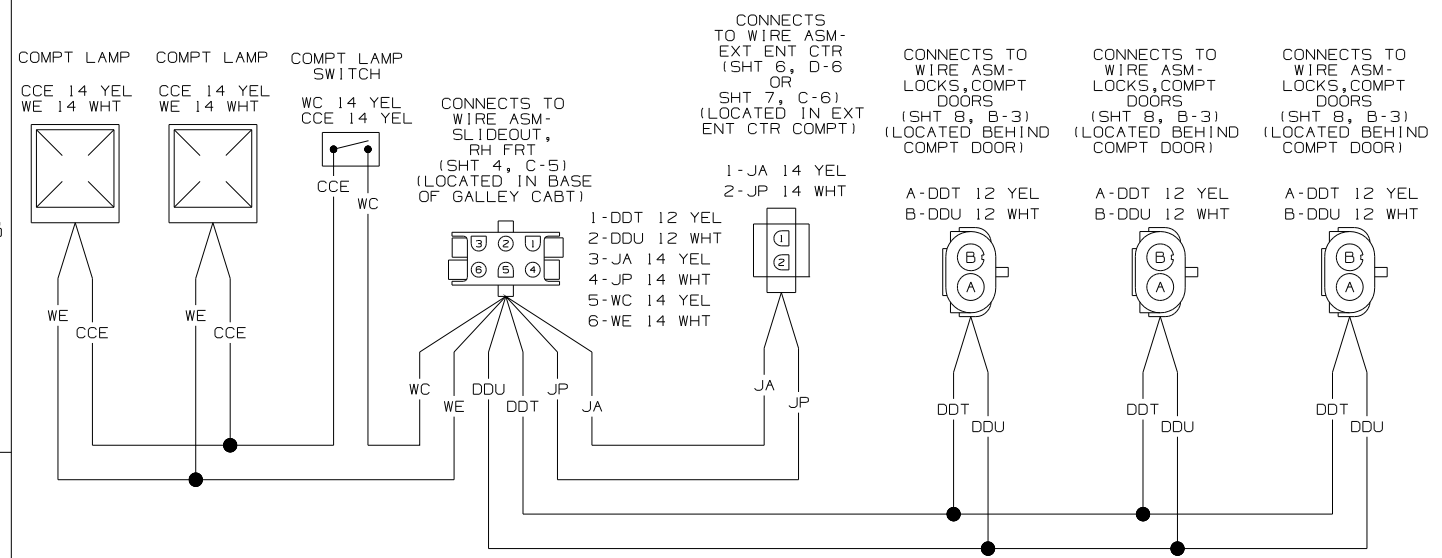 COMPT LAMP
CCE 14 YEL
WE 14 WHT
COMPT LAMP
CCE 14 YEL
WE 14 WHT
COMPT LAMP
SWITCH
WC 14 YEL
CCE 14 YEL
CONNECTS TO
WIRE ASM-
SLIDEOUT,
RH FRT
(SHT 4, C-5)
(LOCATED IN BASE
OF GALLEY CABT)
1-DDT 12 YEL
2-DDU 12 WHT
3-JA 14 YEL
4-JP 14 WHT
5-WC 14 YEL
6-WE 14 WHT
CONNECTS
TO WIRE ASM-
EXT ENT CTR
(SHT 6, D-6
OR
SHT 7, C-6)
(LOCATED IN EXT
ENT CTR COMPT)
1-JA 14 YEL
2-JP 14 WHT
CONNECTS TO
WIRE ASM-
LOCKS,COMPT
DOORS
(SHT 8, B-3)
(LOCATED BEHIND
COMPT DOOR)
A-DDT 12 YEL
B-DDU 12 WHT
CONNECTS TO
WIRE ASM-
LOCKS,COMPT
DOORS
(SHT 8, B-3)
(LOCATED BEHIND
COMPT DOOR)
A-DDT 12 YEL
B-DDU 12 WHT
CONNECTS TO
WIRE ASM-
LOCKS,COMPT
DOORS
(SHT 8, B-3)
(LOCATED BEHIND
COMPT DOOR)
A-DDT 12 YEL
B-DDU 12 WHT
3 2 1
6 5 4
1
2
B
A
B
A
B
A
WE
CCE
WE
CCE
CCE
WC
WC
WE
DDU
DDT
JP
JA
JA
JP
DDT
DDU
DDT
DDU
DDT
DDU